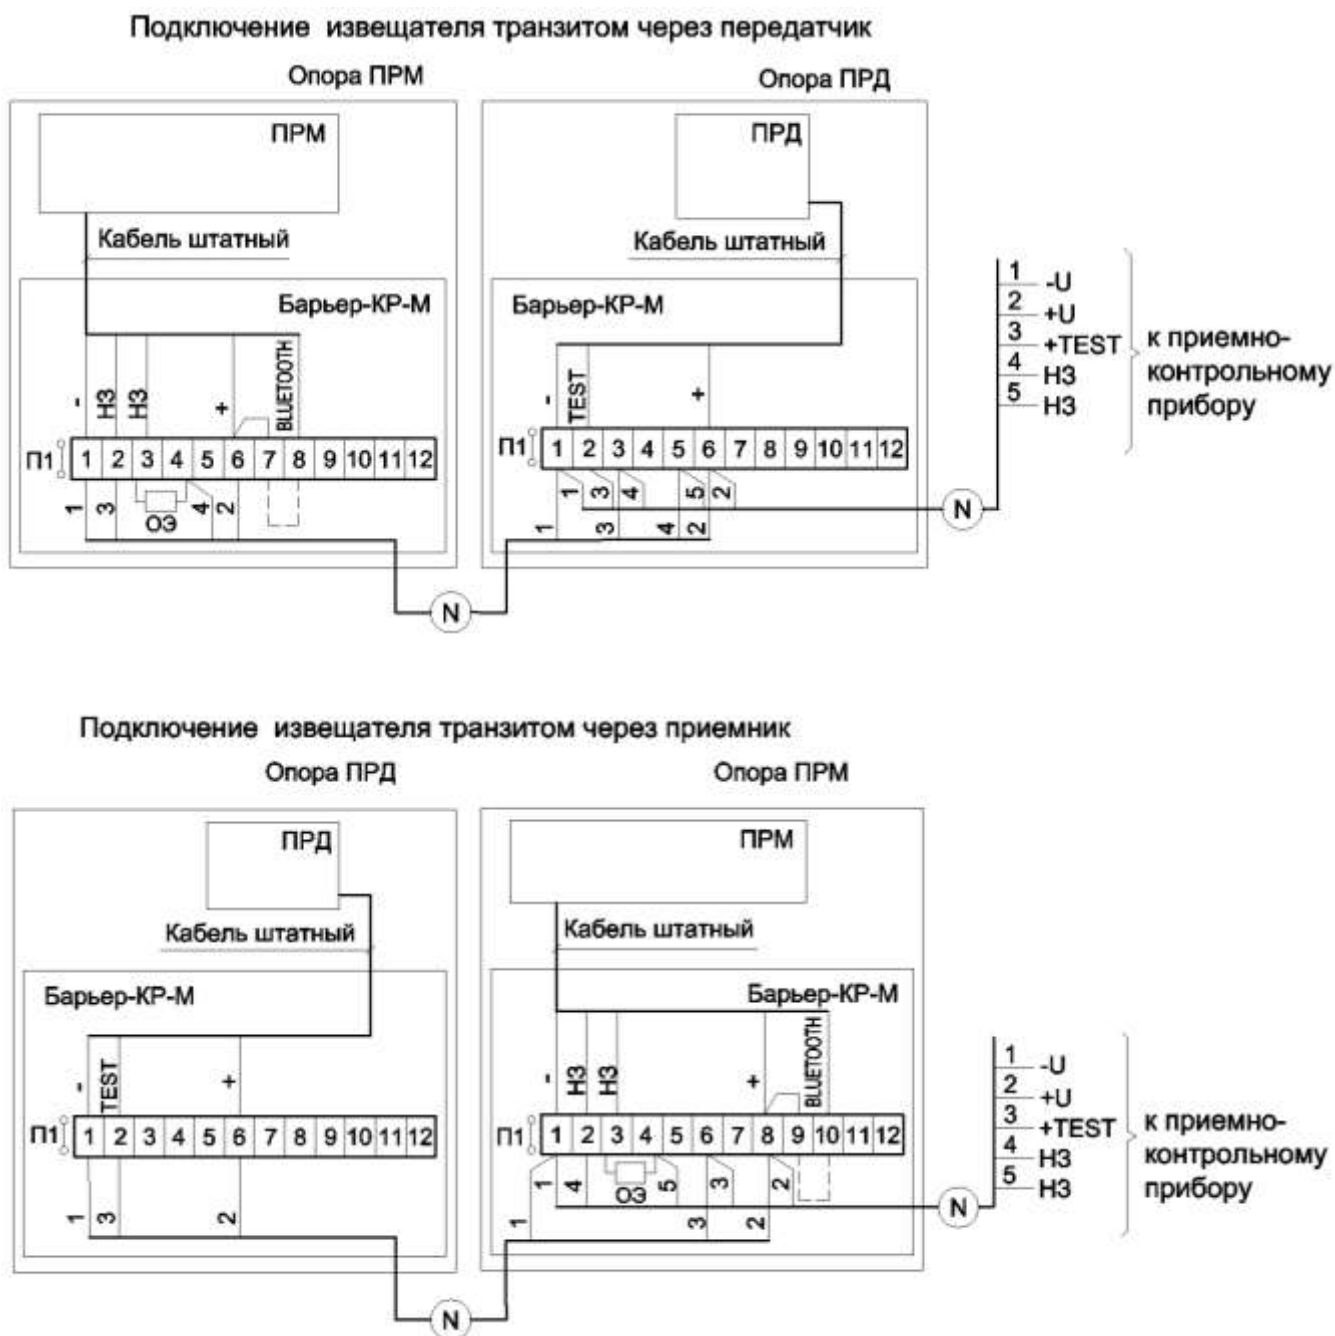 Подключение извещателя транзитом через передатчик
Опора ПРМ
Опора ПРД
ПРМ
ПРД
Кабель штатный
Кабель штатный
Барьер-КР-М
Барьер-КР-М
- НЗ НЗ + BLUETOOTH
- TEST +
П1 1 2 3 4 5 6 7 8 9 10 11 12
П1 1 2 3 4 5 6 7 8 9 10 11 12
1 3 ОЭ 4 2
1 3 4 5 2
1 3 4 2
N
N
1 -U
2 +U
3 +TEST
4 НЗ
5 НЗ
к приемно-
контрольному
прибору
Подключение извещателя транзитом через приемник
Опора ПРД
Опора ПРМ
ПРД
ПРМ
Кабель штатный
Кабель штатный
Барьер-КР-М
Барьер-КР-М
- TEST +
- НЗ НЗ + BLUETOOTH
П1 1 2 3 4 5 6 7 8 9 10 11 12
П1 1 2 3 4 5 6 7 8 9 10 11 12
1 3 2
1 4 ОЭ 5 3 2
1 3 2
N
N
1 -U
2 +U
3 +TEST
4 НЗ
5 НЗ
к приемно-
контрольному
прибору